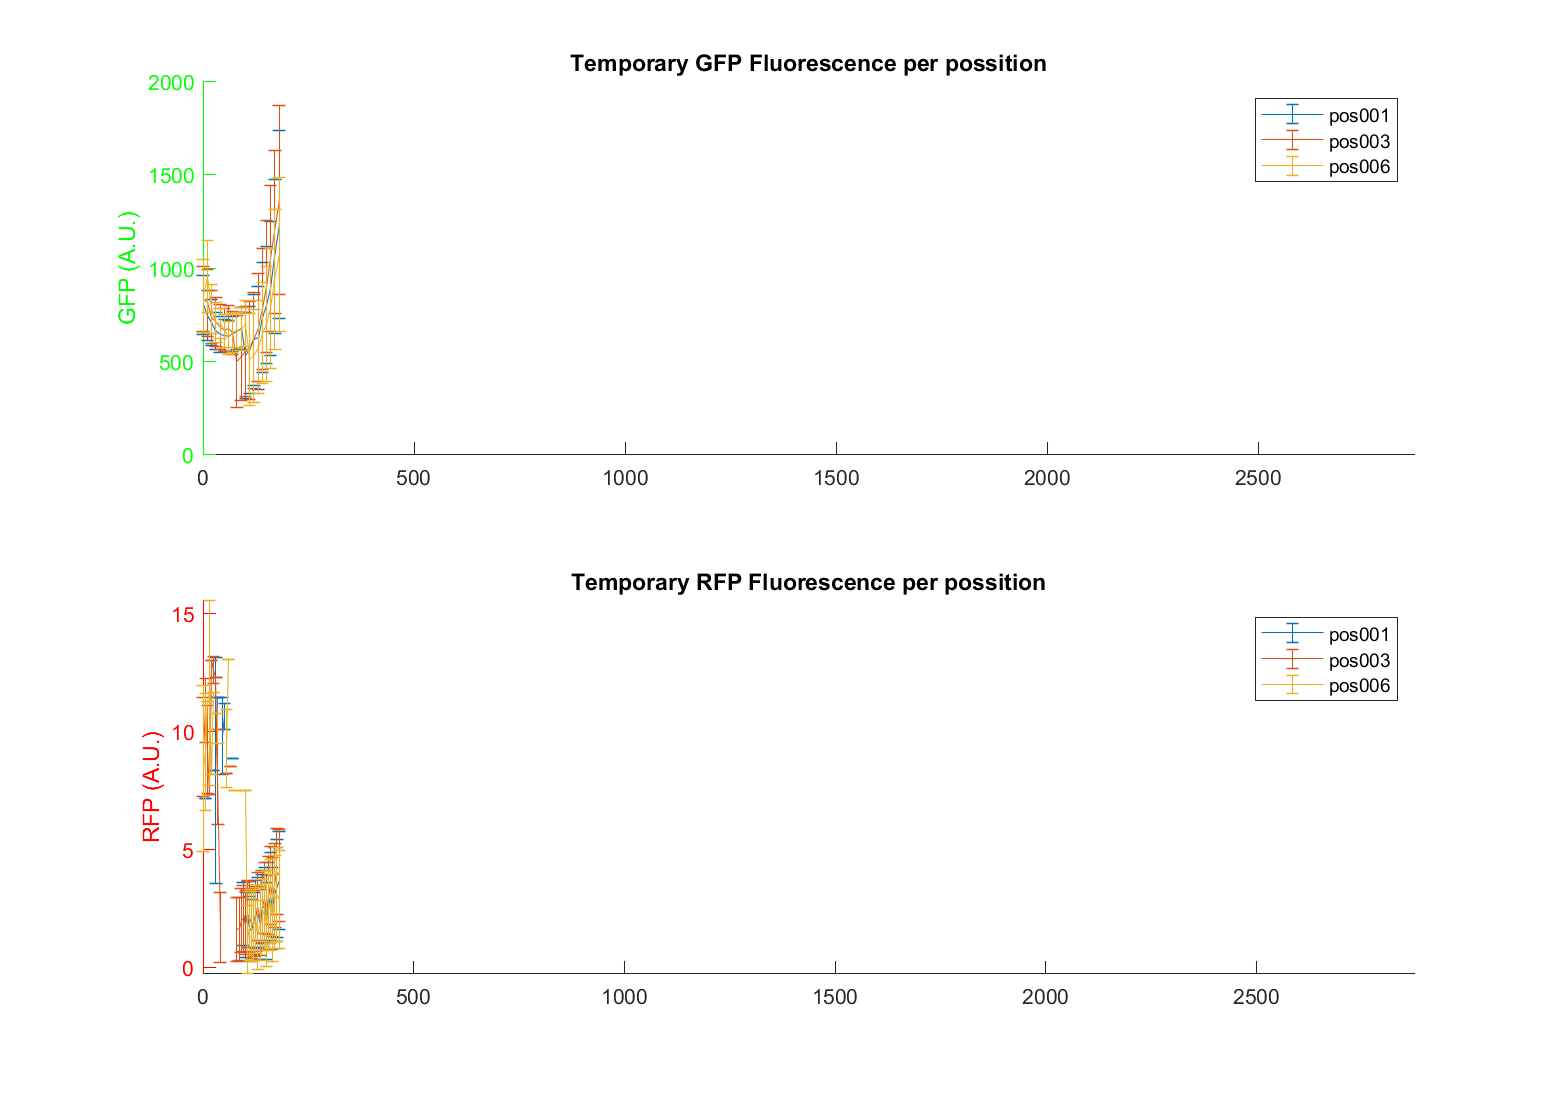 Temporary GFP Fluorescence per possition
2000
1500
1000
500
0
GFP (A.U.)
pos001
pos003
pos006
0 500 1000 1500 2000 2500
Temporary RFP Fluorescence per possition
15
10
5
0
RFP (A.U.)
pos001
pos003
pos006
0 500 1000 1500 2000 2500